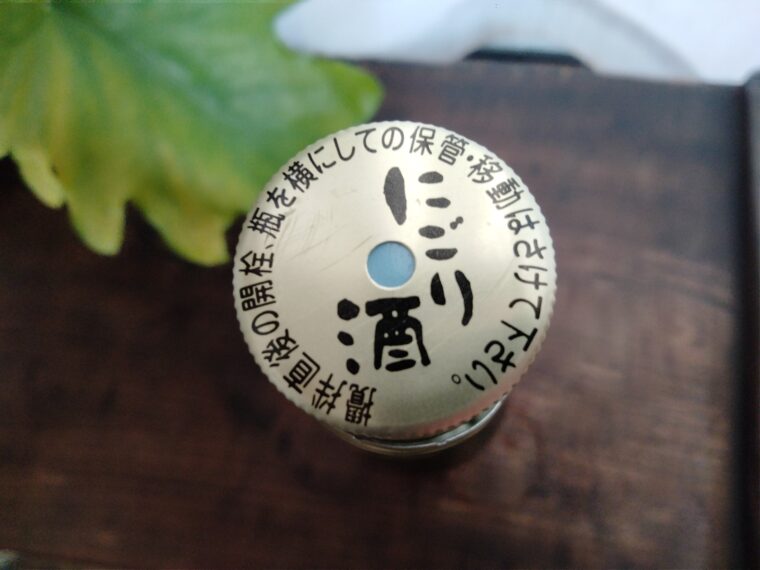 撹拌直後の開栓、瓶を横にしての保管・移動はさけて下さい。
にごり
酒